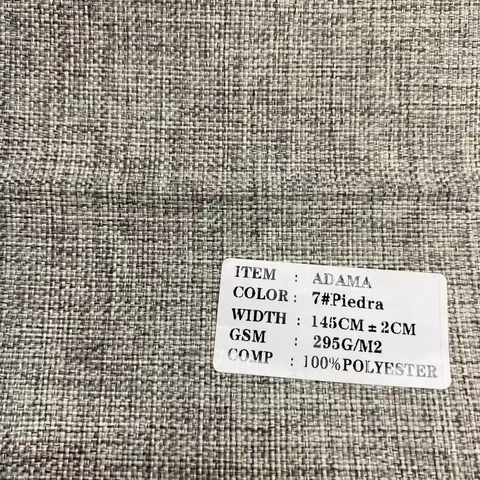 ITEM : ADAMA
COLOR : 7#Piedra
WIDTH : 145CM ± 2CM
GSM : 295G/M2
COMP : 100%POLYESTER